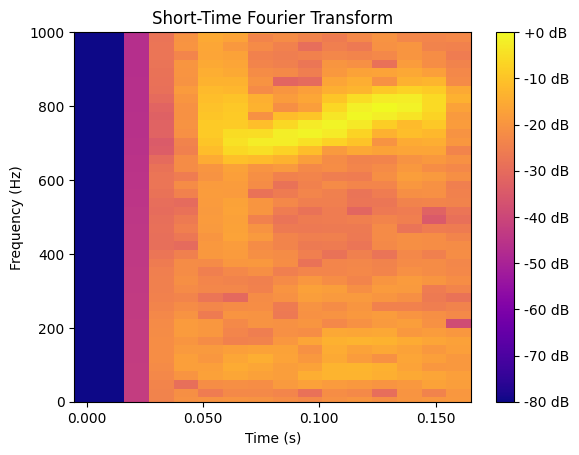 Short-Time Fourier Transform
1000
800
600
400
200
0
Frequency (Hz)
0.000
0.050
0.100
0.150
Time (s)
+0 dB
-10 dB
-20 dB
-30 dB
-40 dB
-50 dB
-60 dB
-70 dB
-80 dB